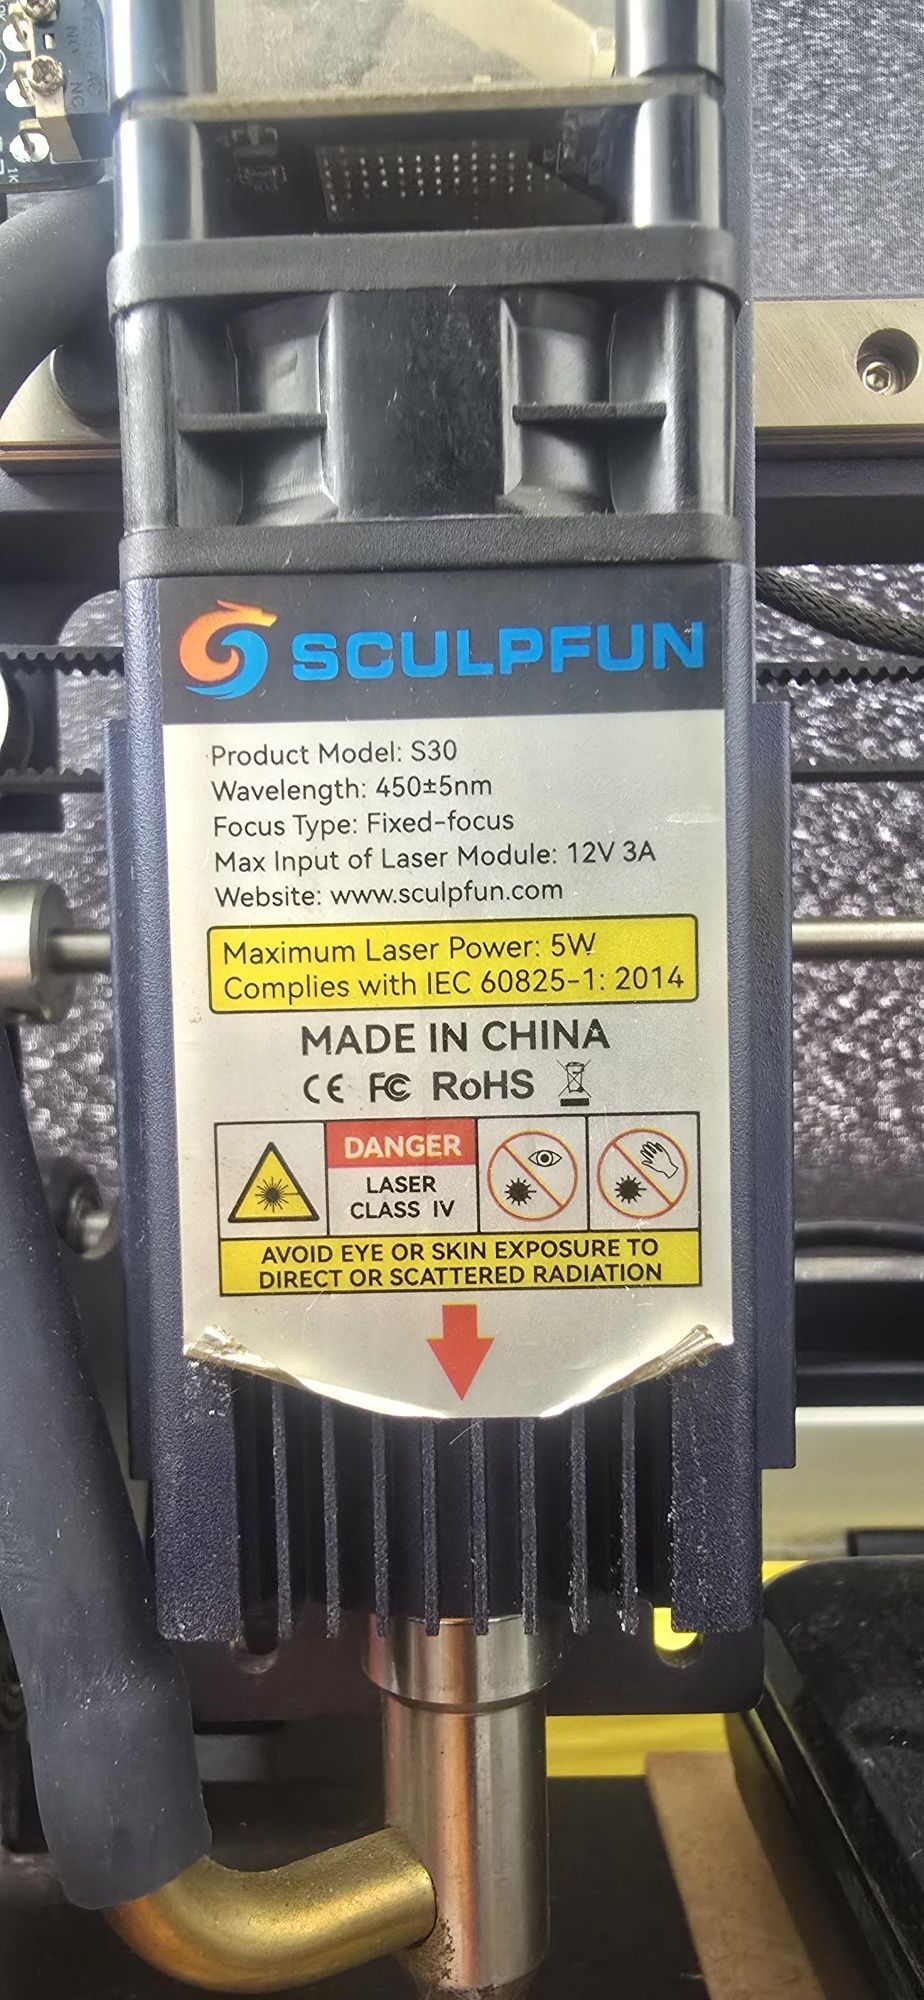 NC
1K
SCULPFUN
Product Model: S30
Wavelength: 450±5nm
Focus Type: Fixed-focus
Max Input of Laser Module: 12V 3A
Website: www.sculpfun.com
Maximum Laser Power: 5W
Complies with IEC 60825-1: 2014
MADE IN CHINA
CE FC RoHS
DANGER
LASER
CLASS IV
AVOID EYE OR SKIN EXPOSURE TO
DIRECT OR SCATTERED RADIATION